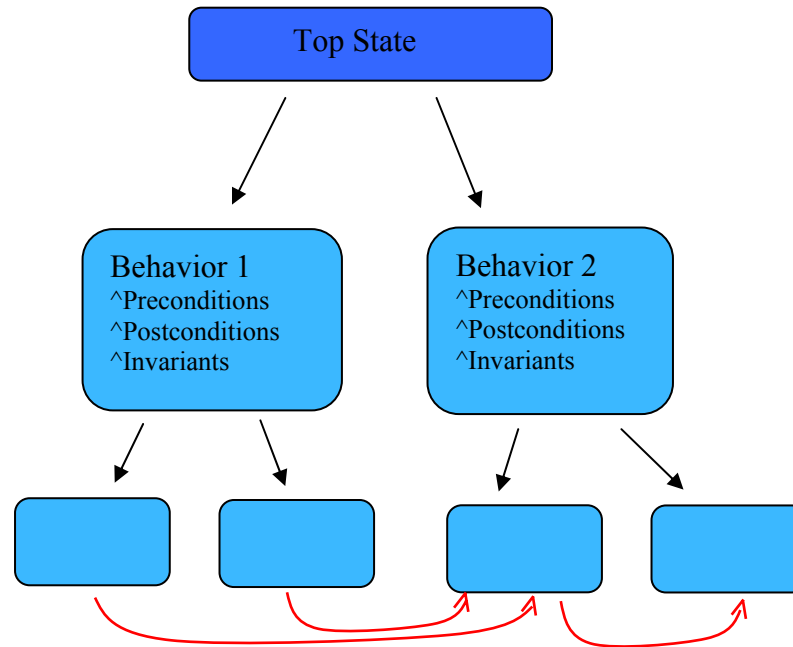 Top State
Behavior 1
^Preconditions
^Postconditions
^Invariants
Behavior 2
^Preconditions
^Postconditions
^Invariants